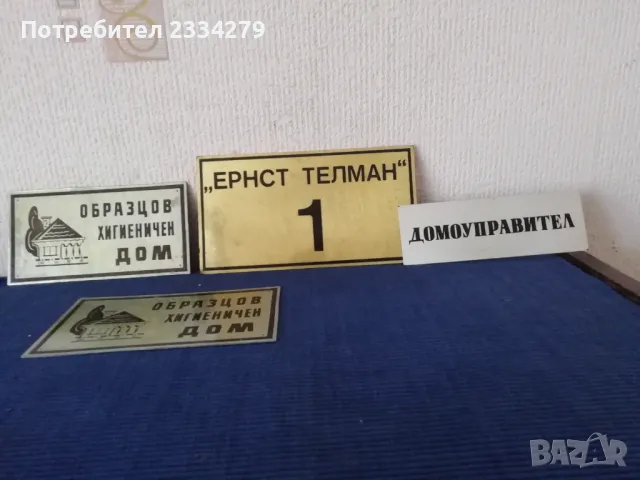 Потребител 2334279
ОБРАЗЦОВ
ХИГИЕНИЧЕН
ДОМ
„ЕРНСТ ТЕЛМАН“
1
ДОМОУПРАВИТЕЛ
ОБРАЗЦОВ
ХИГИЕНИЧЕН
ДОМ
BAZAR